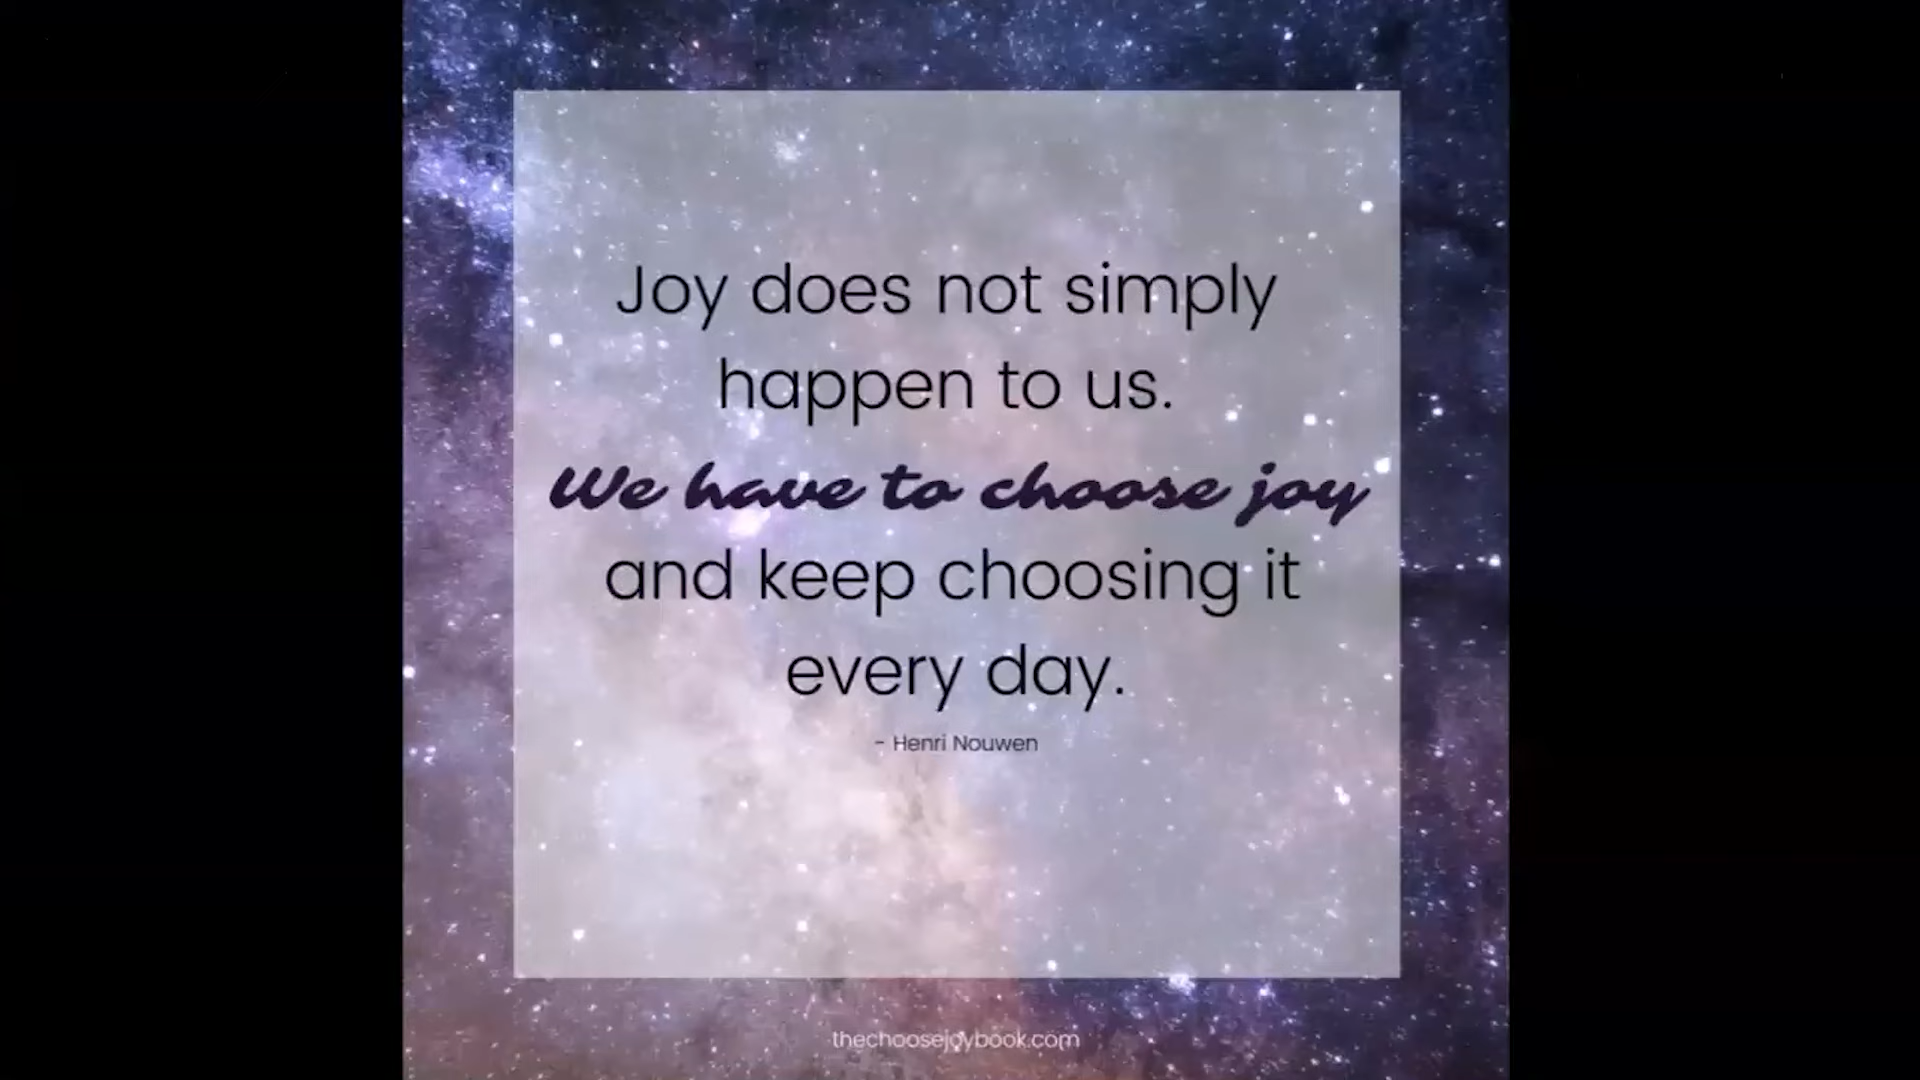 Joy does not simply
happen to us.
We have to choose joy
and keep choosing it
every day.
- Henri Nouwen
thechoosejoybook.com